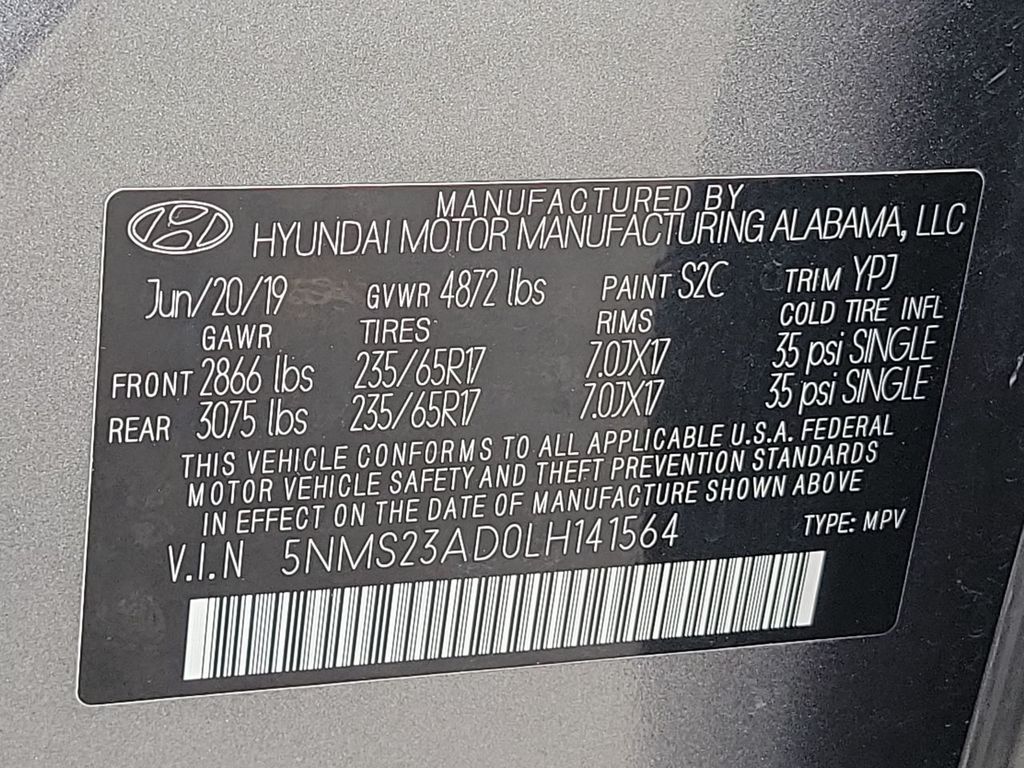 MANUFACTURED BY
HYUNDAI MOTOR MANUFACTURING ALABAMA, LLC
Jun/20/19 GVWR 4872 lbs PAINT S2C TRIM YPJ
GAWR TIRES RIMS COLD TIRE INFL
FRONT 2866 lbs 235/65R17 7.0JX17 35 psi SINGLE
REAR 3075 lbs 235/65R17 7.0JX17 35 psi SINGLE
THIS VEHICLE CONFORMS TO ALL APPLICABLE U.S.A. FEDERAL
MOTOR VEHICLE SAFETY AND THEFT PREVENTION STANDARDS
IN EFFECT ON THE DATE OF MANUFACTURE SHOWN ABOVE
V.I.N 5NMS23AD0LH141564 TYPE: MPV